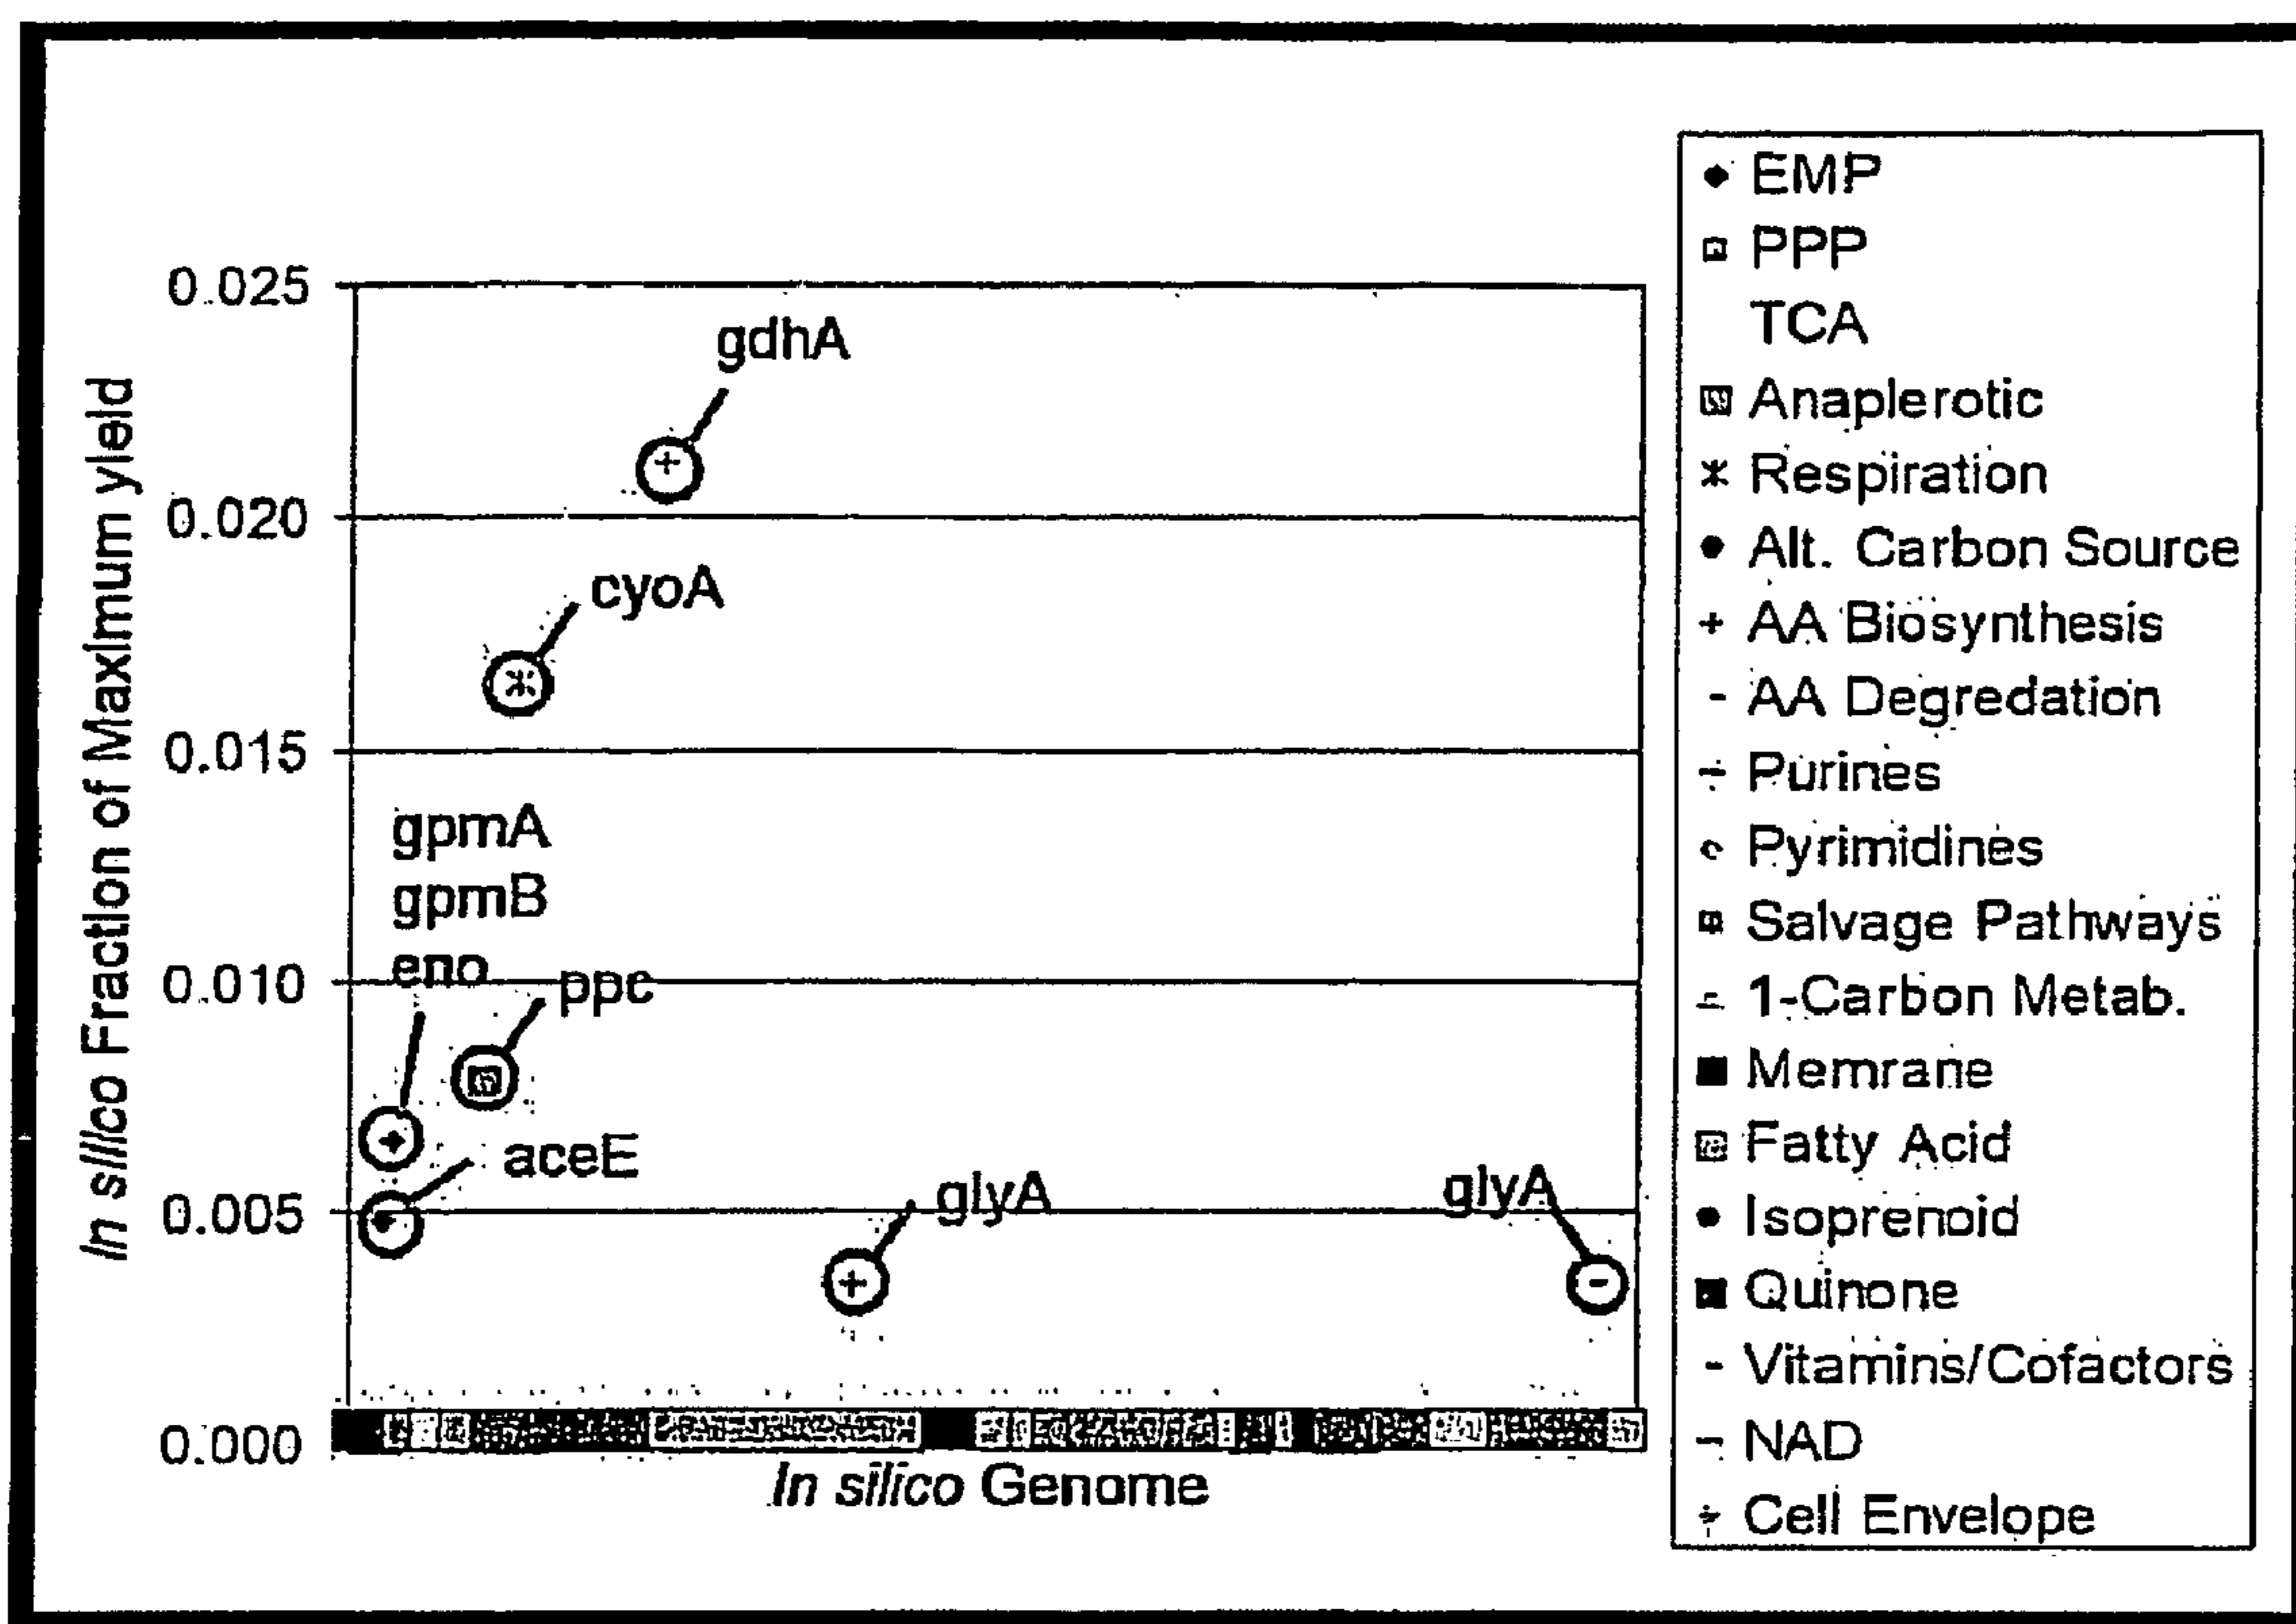 In silico Fraction of Maximum yield
0.025
0.020
0.015
0.010
0.005
0.000
gdhA
cyoA
gpmA
gpmB
eno
ppc
aceE
glyA
glyA
In silico Genome
EMP
PPP
TCA
Anaplerotic
Respiration
Alt. Carbon Source
AA Biosynthesis
AA Degredation
Purines
Pyrimidines
Salvage Pathways
1-Carbon Metab.
Memrane
Fatty Acid
Isoprenoid
Quinone
Vitamins/Cofactors
NAD
Cell Envelope